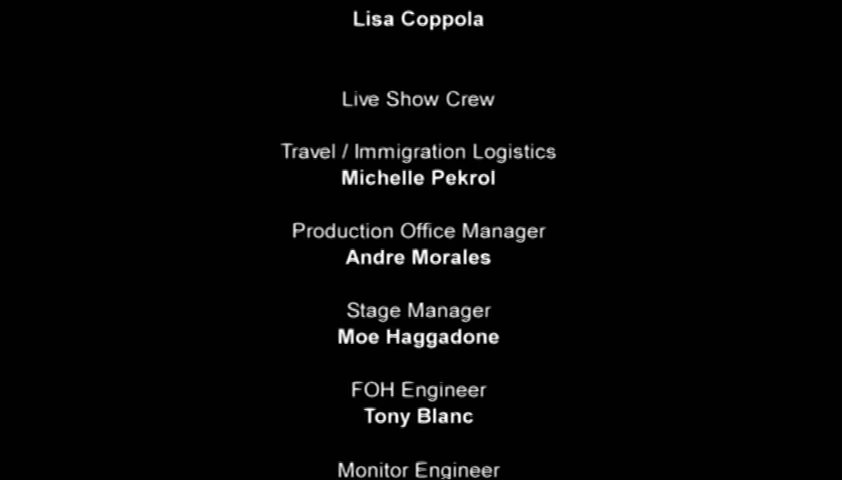 Lisa Coppola
Live Show Crew
Travel / Immigration Logistics
Michelle Pekrol
Production Office Manager
Andre Morales
Stage Manager
Moe Haggadone
FOH Engineer
Tony Blanc
Monitor Engineer